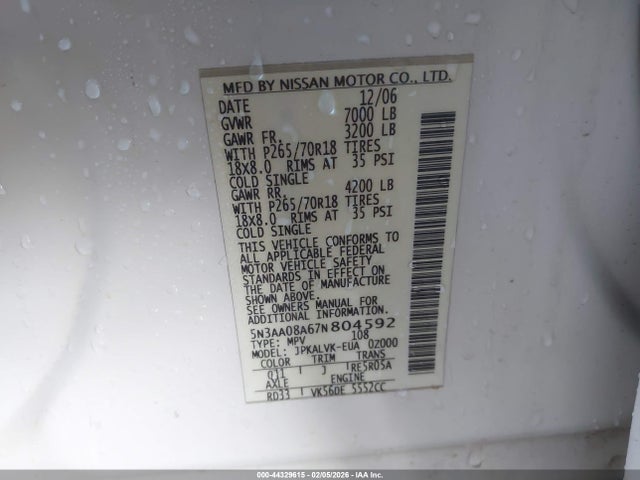 MFD BY NISSAN MOTOR CO., LTD.
DATE 12/06
GVWR 7000 LB
GAWR FR. 3200 LB
WITH P265/70R18 TIRES
18X8.0 RIMS AT 35 PSI
COLD SINGLE
GAWR RR. 4200 LB
WITH P265/70R18 TIRES
18X8.0 RIMS AT 35 PSI
COLD SINGLE
THIS VEHICLE CONFORMS TO
ALL APPLICABLE FEDERAL
MOTOR VEHICLE SAFETY
STANDARDS IN EFFECT ON
THE DATE OF MANUFACTURE
SHOWN ABOVE.
SEE OWNERS MANUAL FOR
ADDITIONAL INFORMATION.
5N3AA08A67N804592
TYPE: MPV 108
MODEL: JPKALVK-EUA 0Z000
COLOR TRIM TRANS
Q11 J RE5R05A
AXLE ENGINE
RD33 VK56DE 5552CC
000-44329615 - 02/05/2026 - IAA Inc.